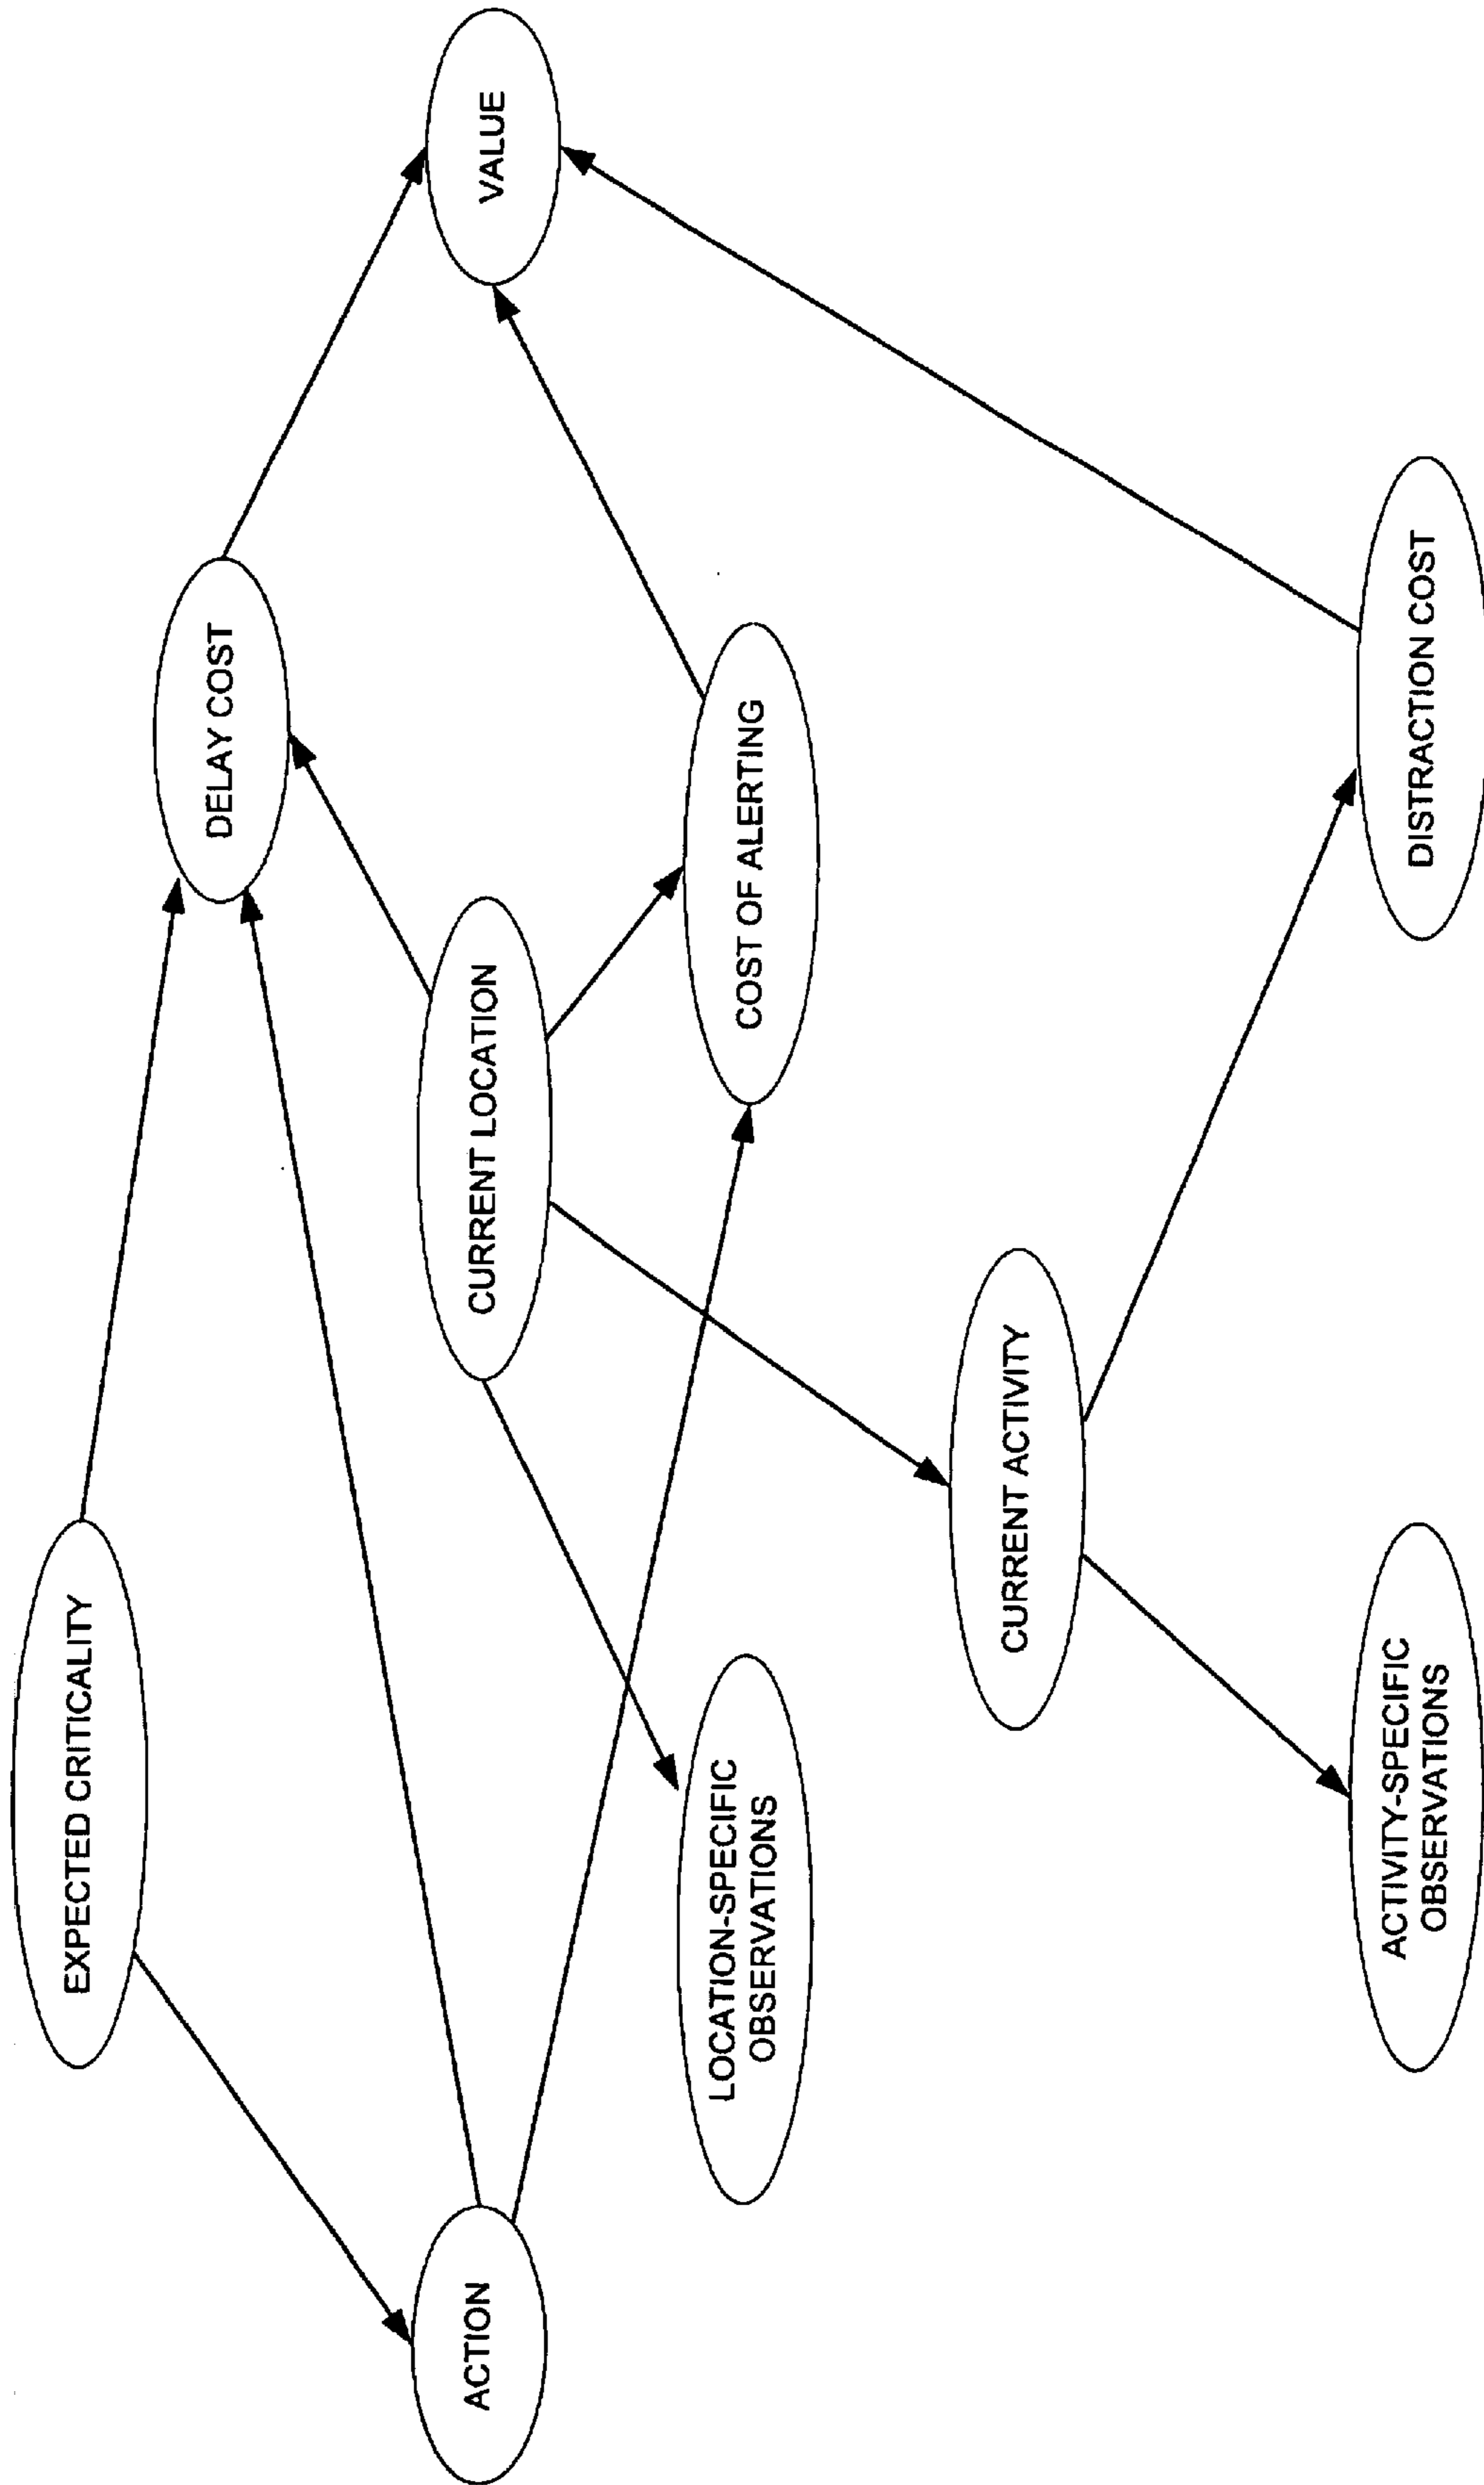 EXPECTED CRITICALITY
DELAY COST
ACTION
CURRENT LOCATION
VALUE
LOCATION-SPECIFIC
OBSERVATIONS
COST OF ALERTING
CURRENT ACTIVITY
ACTIVITY-SPECIFIC
OBSERVATIONS
DISTRACTION COST